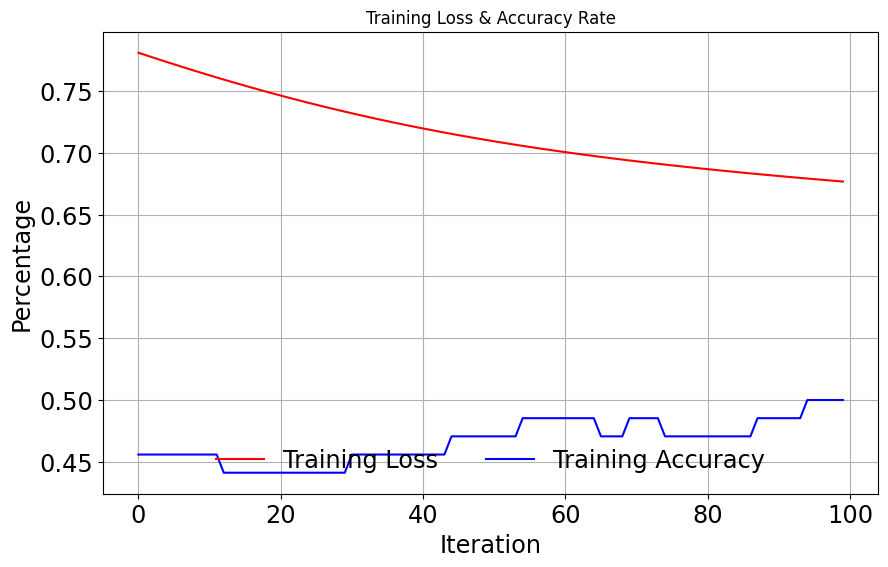 Training Loss & Accuracy Rate
Percentage
0.75
0.70
0.65
0.60
0.55
0.50
0.45
Training Loss Training Accuracy
0 20 40 60 80 100
Iteration